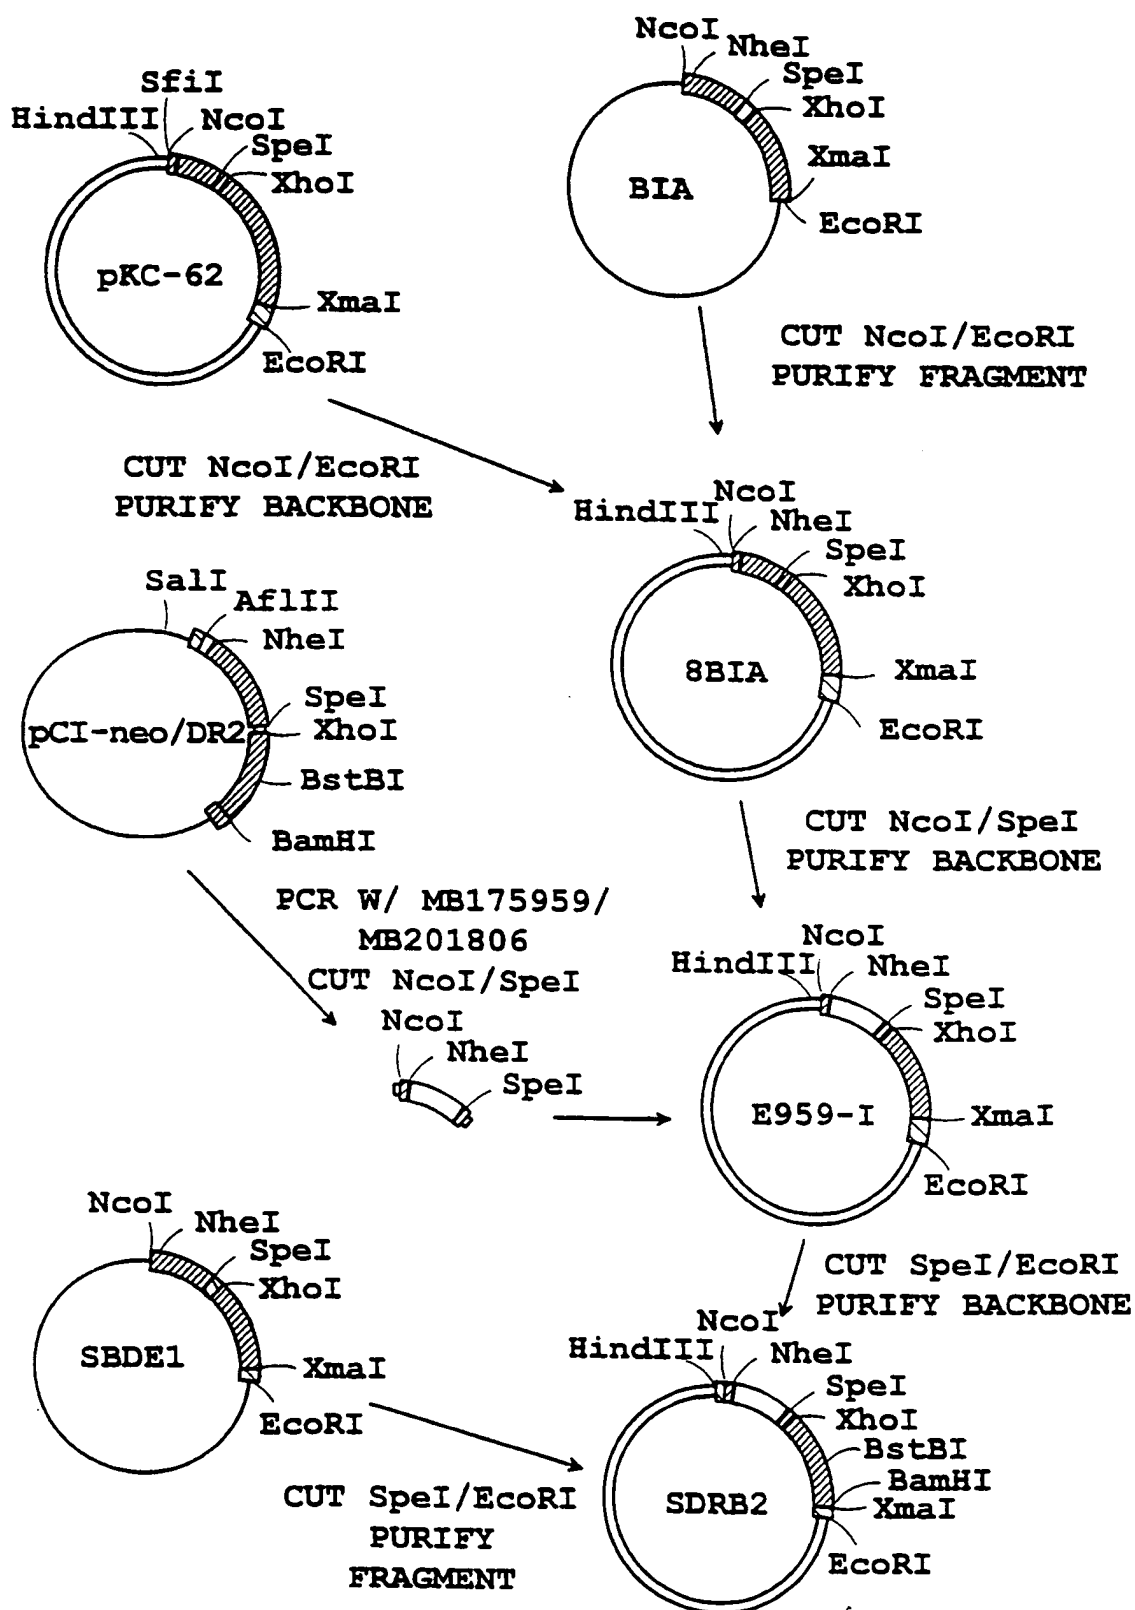 SfiI
HindIII
NcoI
SpeI
XhoI
pKC-62
XmaI
EcoRI
NcoI
NheI
SpeI
XhoI
XmaI
BIA
EcoRI
CUT NcoI/EcoRI
PURIFY FRAGMENT
CUT NcoI/EcoRI
PURIFY BACKBONE
NcoI
HindIII
NheI
SpeI
XhoI
8BIA
XmaI
EcoRI
SalI
AflII
NheI
SpeI
pCI-neo/DR2
XhoI
BstBI
BamHI
CUT NcoI/SpeI
PURIFY BACKBONE
PCR W/ MB175959/
MB201806
CUT NcoI/SpeI
NcoI
NheI
SpeI
NcoI
HindIII
NheI
SpeI
XhoI
E959-I
XmaI
EcoRI
CUT SpeI/EcoRI
PURIFY BACKBONE
NcoI
NheI
SpeI
XhoI
SBDE1
XmaI
EcoRI
CUT SpeI/EcoRI
PURIFY
FRAGMENT
NcoI
HindIII
NheI
SpeI
XhoI
BstBI
BamHI
SDRB2
XmaI
EcoRI